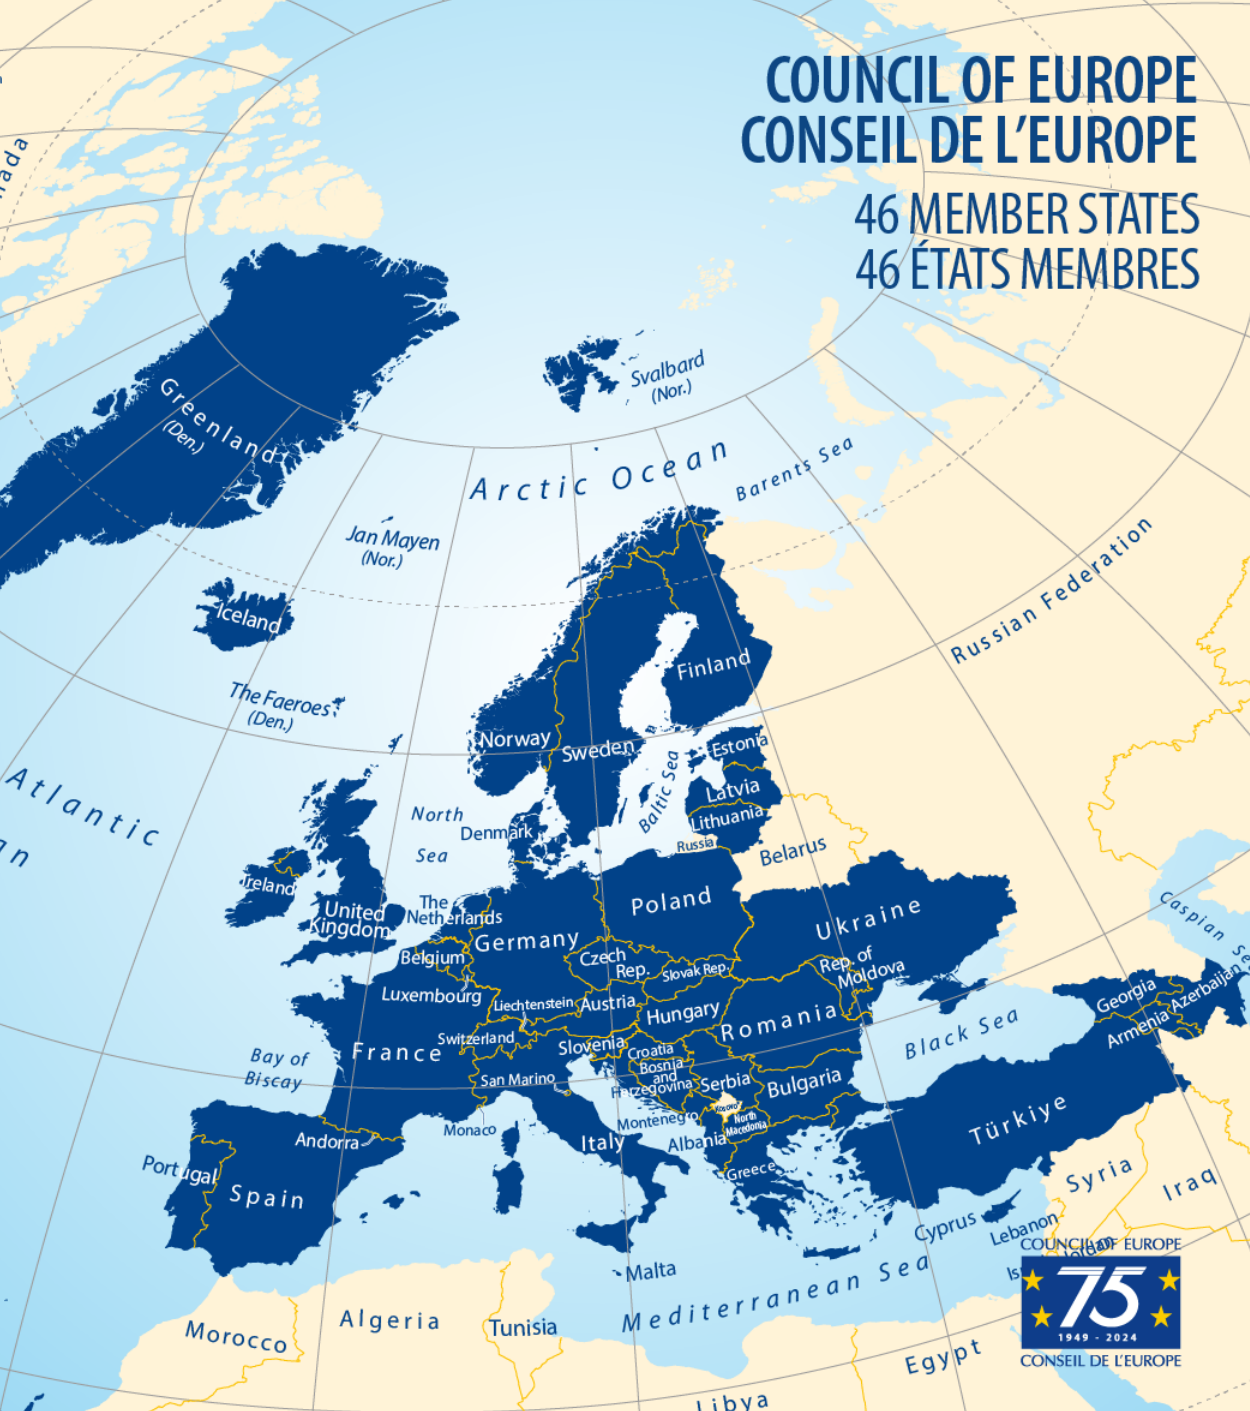 COUNCIL OF EUROPE
CONSEIL DE L'EUROPE
46 MEMBER STATES
46 ÉTATS MEMBRES
Svalbard
(Nor.)
Greenland
(Den.)
Arctic Ocean
Barents Sea
Jan Mayen
(Nor.)
Russian Federation
Iceland
The Faeroes
(Den.)
Finland
Norway
Sweden
Estonia
Baltic Sea
Latvia
Lithuania
Russia
Atlantic
North
Sea
Denmark
Belarus
Ireland
United
Kingdom
The
Netherlands
Poland
Ukraine
Caspian
Germany
Belgium
Czech
Rep.
Slovak Rep.
Rep. of
Moldova
Luxembourg
Liechtenstein
Austria
Hungary
Romania
Georgia
Azerbaijan
Armenia
Black Sea
Bay of
Biscay
France
Switzerland
Slovenia
Croatia
Bosnia
and
Herzegovina
San Marino
Serbia
Bulgaria
Kosovo*
North
Macedonia
Montenegro
Monaco
Andorra
Italy
Albania
Türkiye
Portugal
Spain
Greece
Syria
Iraq
Cyprus
Lebanon
Jordan
Malta
Mediterranean Sea
Morocco
Algeria
Tunisia
Libya
Egypt
COUNCIL OF EUROPE
75
1949 - 2024
CONSEIL DE L'EUROPE